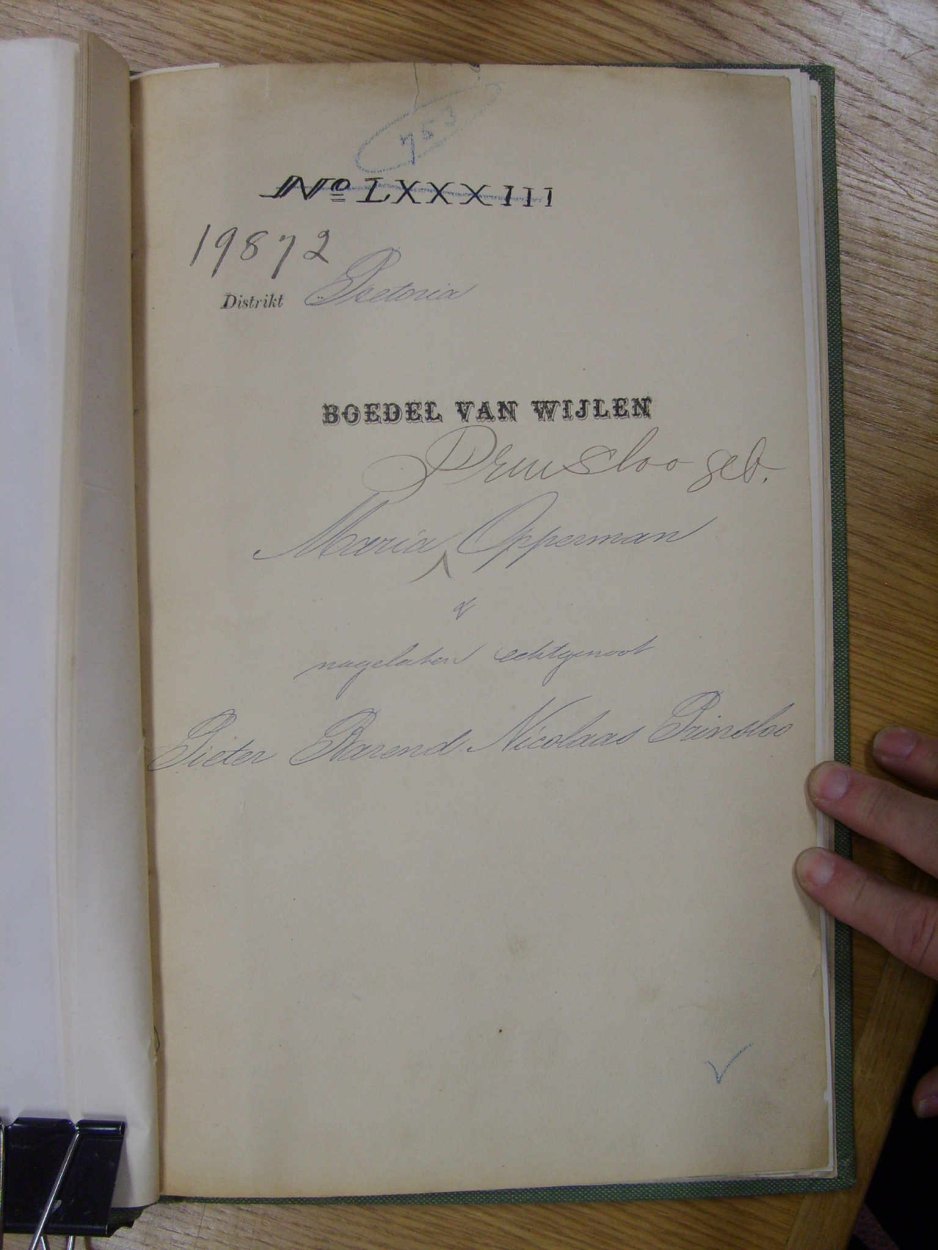 753
No LXXXIII
19872
Distrikt Pretoria
BOEDEL VAN WIJLEN
Prinsloo geb.
Maria Opperman
&
nagelaten echtgenoot
Pieter Barend Nicolaas Prinsloo